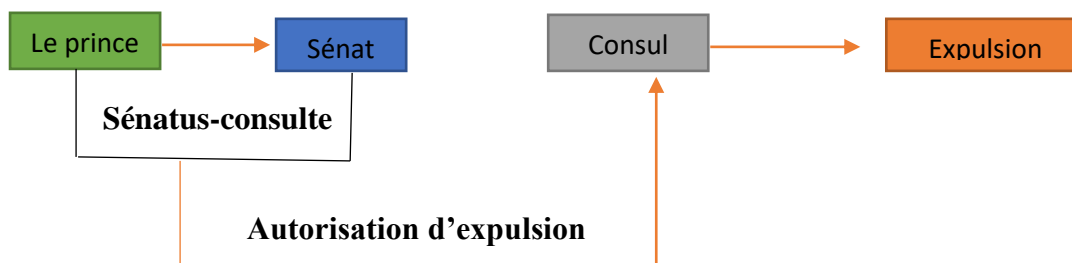 Le prince
Sénat
Consul
Expulsion
Sénatus-consulte
Autorisation d'expulsion